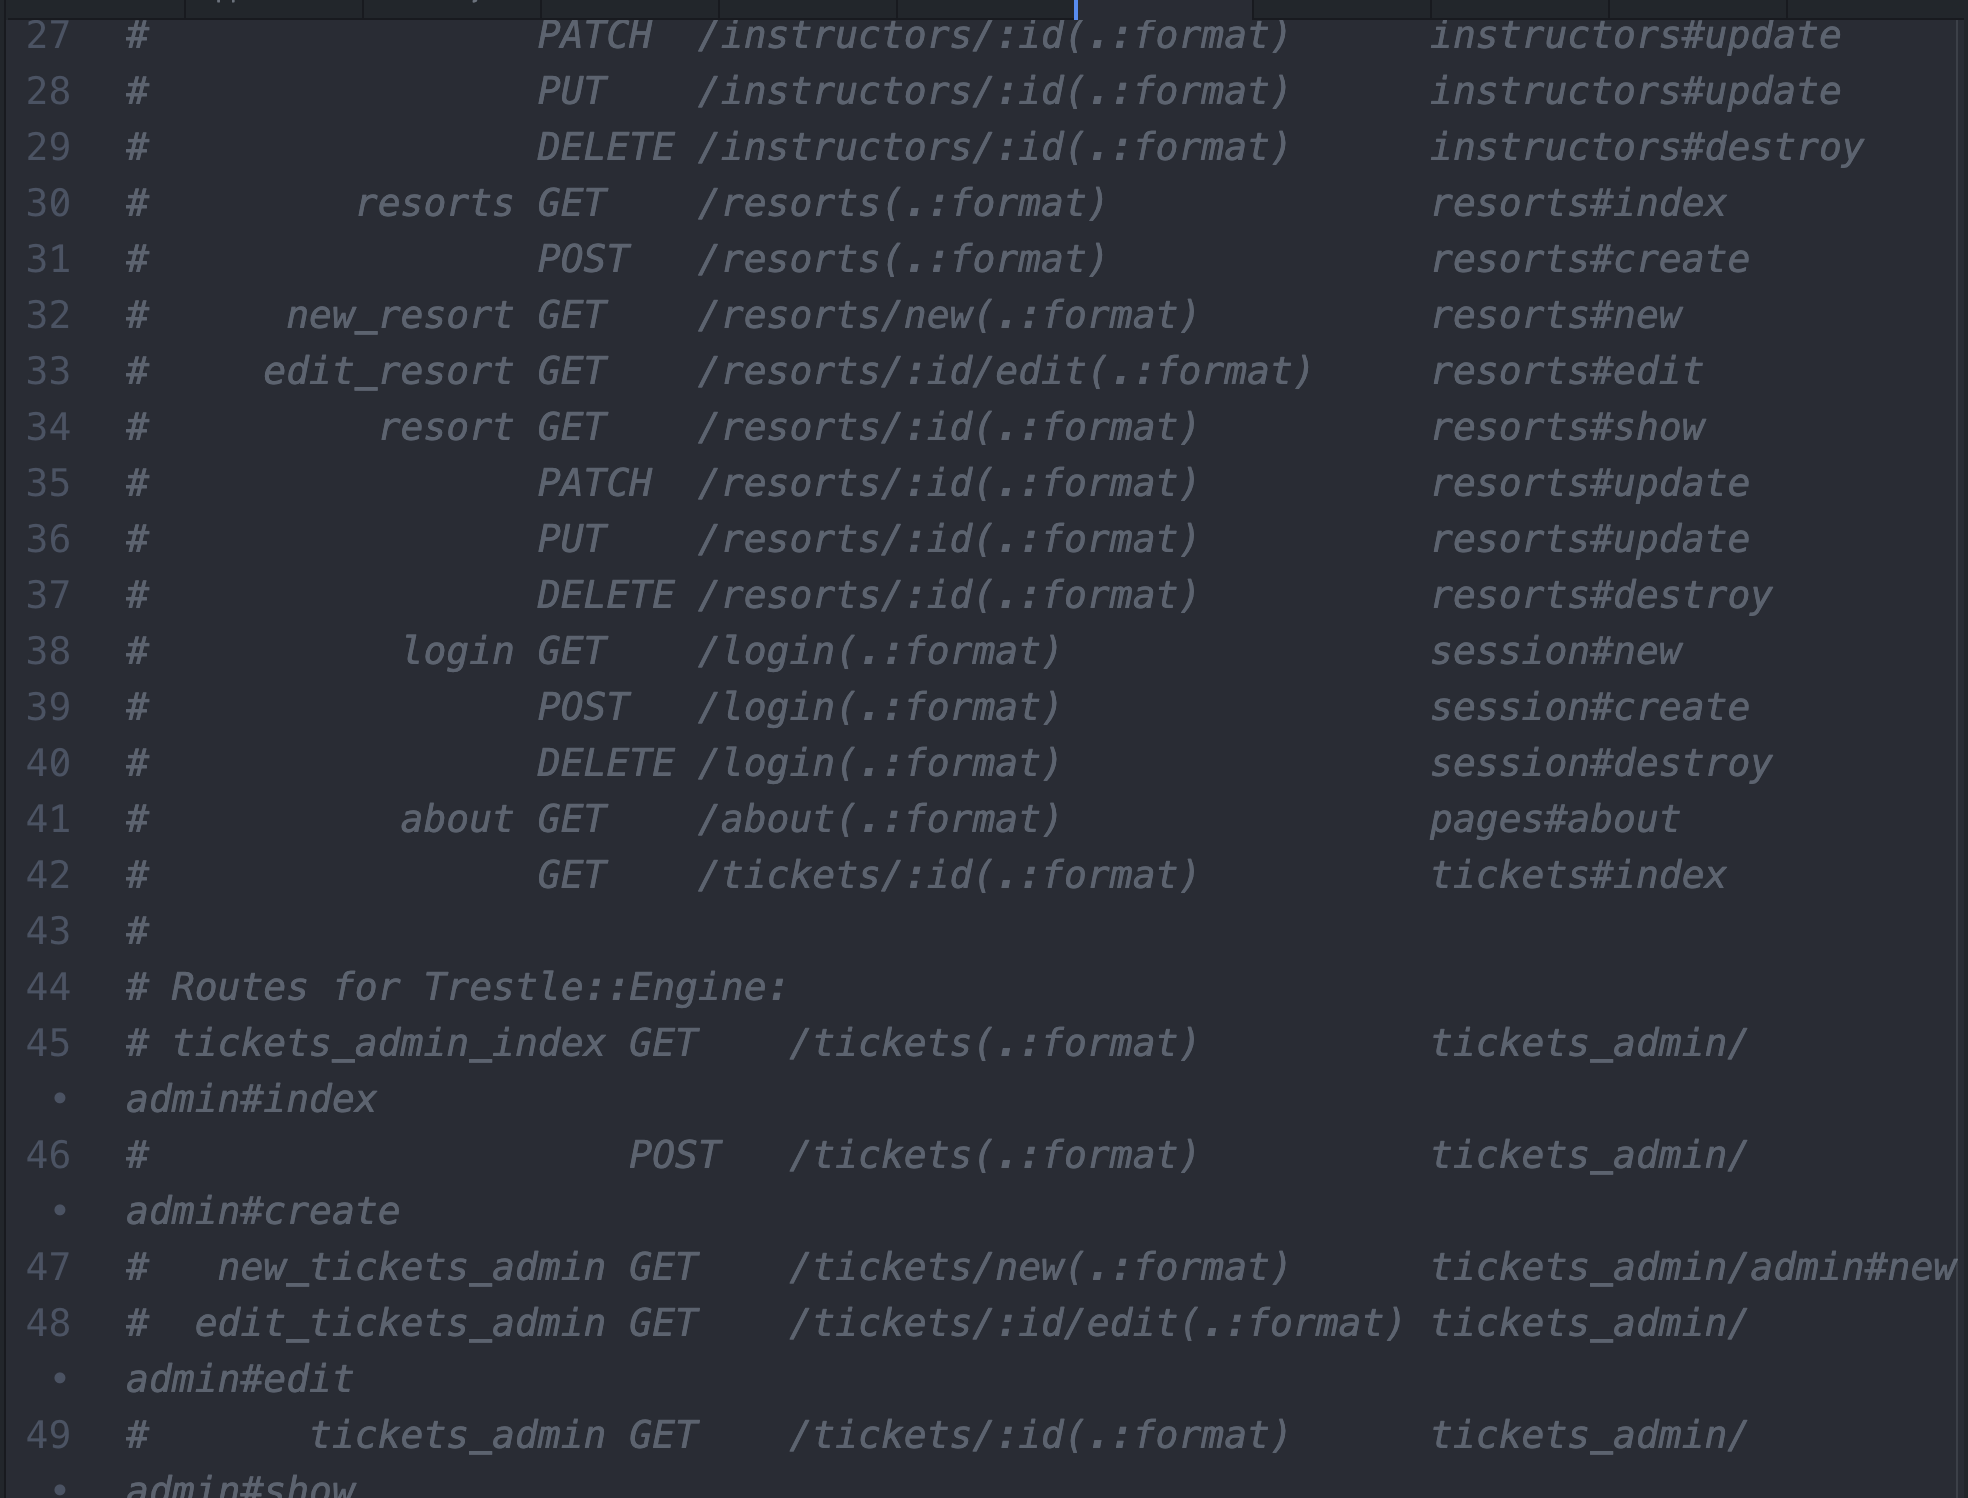 27 # PATCH /instructors/:id(.:format) instructors#update
28 # PUT /instructors/:id(.:format) instructors#update
29 # DELETE /instructors/:id(.:format) instructors#destroy
30 # resorts GET /resorts(.:format) resorts#index
31 # POST /resorts(.:format) resorts#create
32 # new_resort GET /resorts/new(.:format) resorts#new
33 # edit_resort GET /resorts/:id/edit(.:format) resorts#edit
34 # resort GET /resorts/:id(.:format) resorts#show
35 # PATCH /resorts/:id(.:format) resorts#update
36 # PUT /resorts/:id(.:format) resorts#update
37 # DELETE /resorts/:id(.:format) resorts#destroy
38 # login GET /login(.:format) session#new
39 # POST /login(.:format) session#create
40 # DELETE /login(.:format) session#destroy
41 # about GET /about(.:format) pages#about
42 # GET /tickets/:id(.:format) tickets#index
43 #
44 # Routes for Trestle::Engine:
45 # tickets_admin_index GET /tickets(.:format) tickets_admin/
• admin#index
46 # POST /tickets(.:format) tickets_admin/
• admin#create
47 # new_tickets_admin GET /tickets/new(.:format) tickets_admin/admin#new
48 # edit_tickets_admin GET /tickets/:id/edit(.:format) tickets_admin/
• admin#edit
49 # tickets_admin GET /tickets/:id(.:format) tickets_admin/
• admin#show